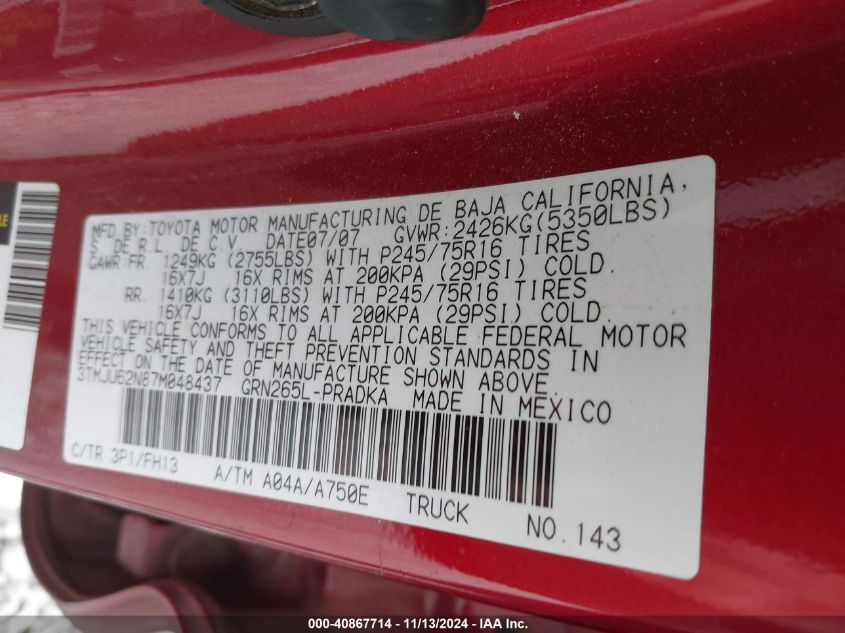 MFD BY:TOYOTA MOTOR MANUFACTURING DE BAJA CALIFORNIA,
S DE R.L. DE C.V. DATE07/07 GVWR:2426KG(5350LBS)
GAWR:FR. 1249KG (2755LBS) WITH P245/75R16 TIRES
16X7J 16X RIMS AT 200KPA (29PSI) COLD.
RR. 1410KG (3110LBS) WITH P245/75R16 TIRES
16X7J 16X RIMS AT 200KPA (29PSI) COLD.
THIS VEHICLE CONFORMS TO ALL APPLICABLE FEDERAL MOTOR
VEHICLE SAFETY AND THEFT PREVENTION STANDARDS IN
EFFECT ON THE DATE OF MANUFACTURE SHOWN ABOVE.
3TMJU62N87M048437 GRN265L-PRADKA MADE IN MEXICO
C/TR 3P1/FH13 A/TM A04A/A750E TRUCK NO.143
000-40867714 - 11/13/2024 - IAAI.com